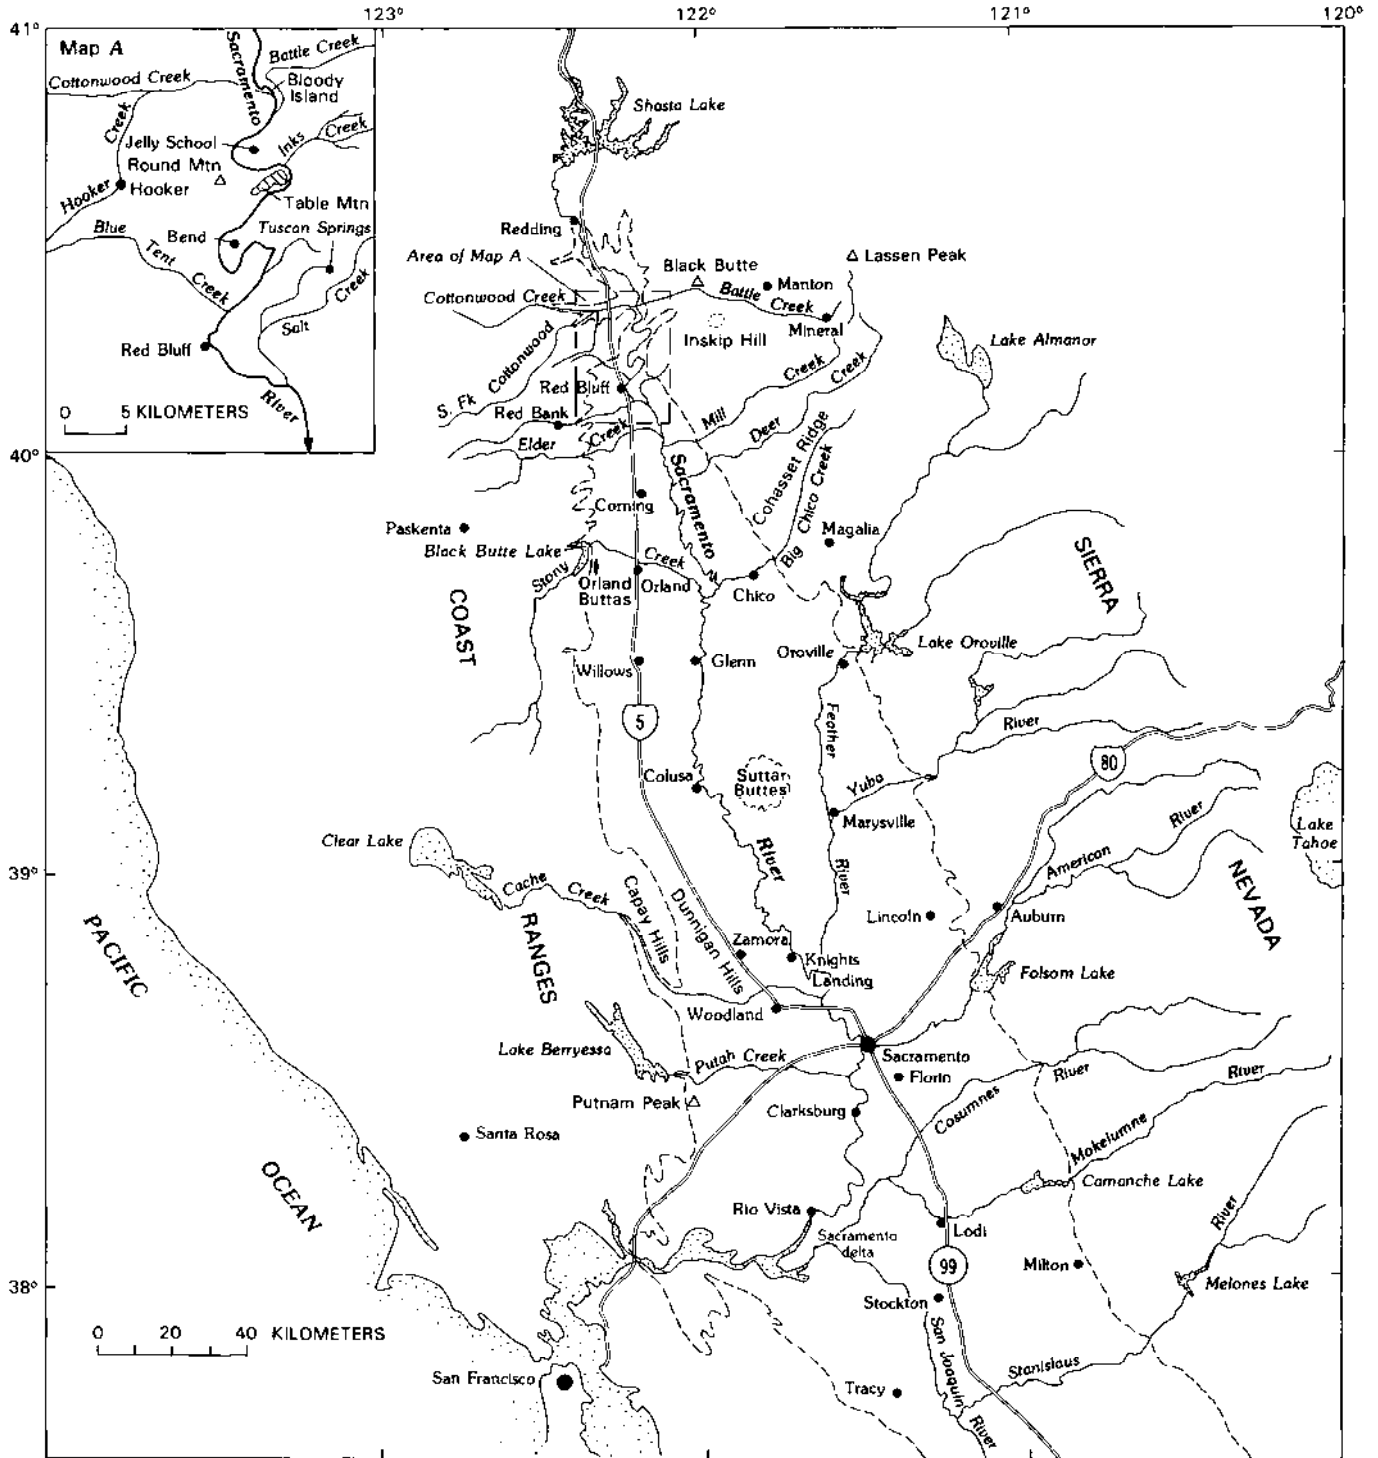 123°
122°
121°
120°
41°
Map A
Sacramento
Battle Creek
Cottonwood Creek
Bloody
Island
Creek
Jelly School
Inks
Creek
Round Mtn
Hooker
Hooker
Table Mtn
Blue
Tent
Creek
Bend
Tuscan Springs
Creek
Salt
Red Bluff
River
0 5 KILOMETERS
Shasta Lake
Redding
Area of Map A
Black Butte
Lassen Peak
Manton
Cottonwood Creek
Battle
Creek
Mineral
Inskip Hill
Lake Almanor
S. Fk Cottonwood
Red Bluff
Creek
Creek
Red Bank
Mill
Deer
Elder
Creek
40°
Sacramento
Cohasset Ridge
Big
Chico Creek
Corning
Paskenta
Magalia
Black Butte Lake
Creek
Stony
Orland
Buttas
Orland
Chico
SIERRA
COAST
Lake Oroville
Oroville
Willows
Glenn
Feather
River
5
80
Colusa
Suttar
Buttes
Yuba
Marysville
River
River
River
Lake
Tahoe
Clear Lake
American
39°
Cache
Creek
Capay Hills
Dunnigan Hills
Lincoln
Auburn
NEVADA
PACIFIC
RANGES
Zamora
Knights
Landing
Folsom Lake
Woodland
Lake Berryessa
Putah Creek
Sacramento
Florin
River
River
Putnam Peak
Clarksburg
Cosumnes
Mokelumne
Santa Rosa
OCEAN
Camanche Lake
Rio Vista
Sacramento
delta
Lodi
River
99
Milton
38°
Melones Lake
Stockton
0 20 40 KILOMETERS
San Joaquin
River
Stanislaus
San Francisco
Tracy